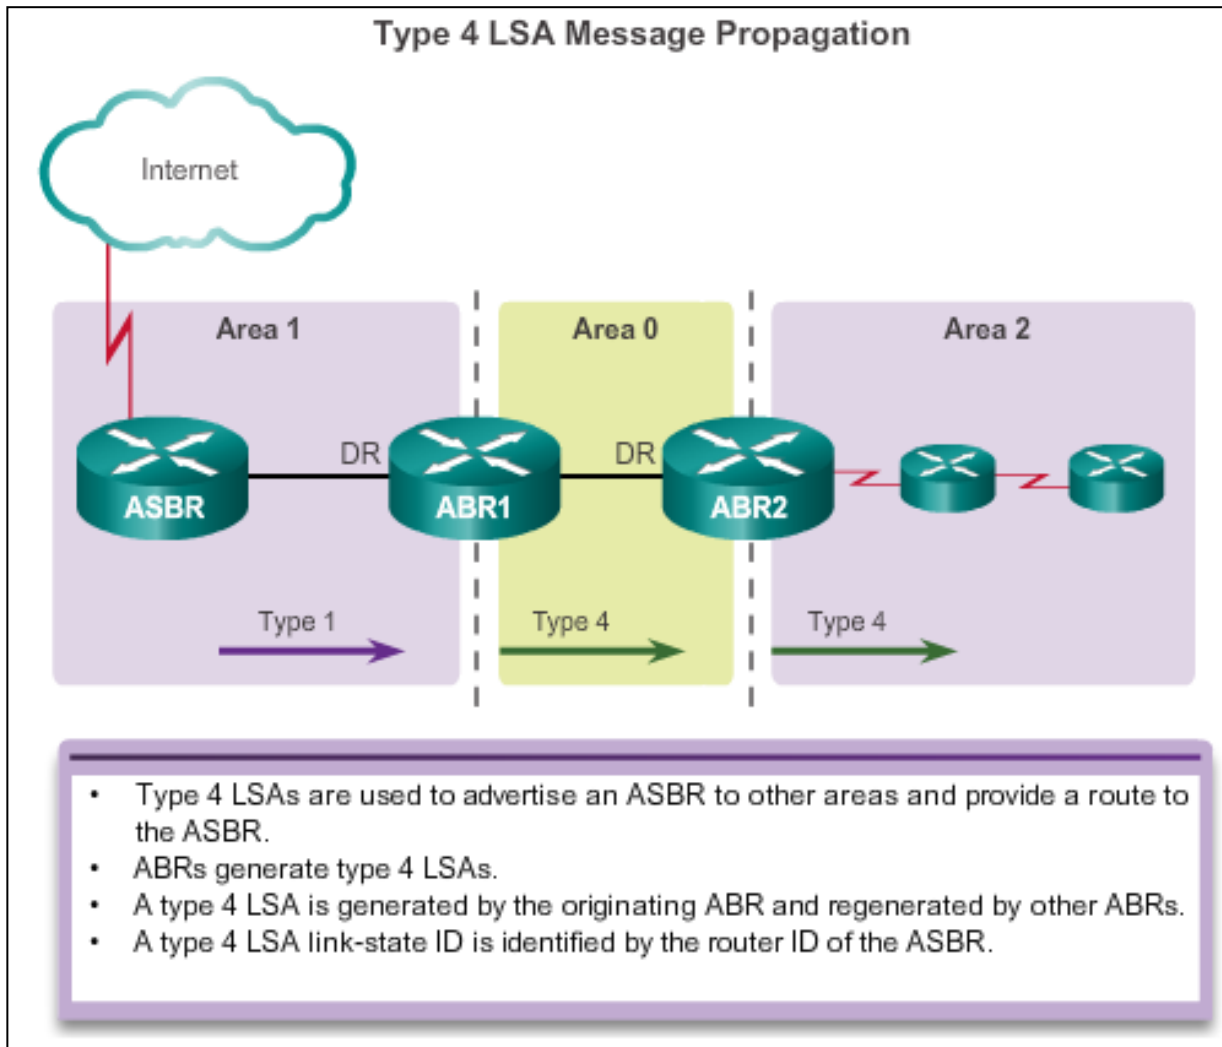 Type 4 LSA Message Propagation
Internet
Area 1
Area 0
Area 2
DR
DR
ASBR
ABR1
ABR2
Type 1
Type 4
Type 4
• Type 4 LSAs are used to advertise an ASBR to other areas and provide a route to
the ASBR.
• ABRs generate type 4 LSAs.
• A type 4 LSA is generated by the originating ABR and regenerated by other ABRs.
• A type 4 LSA link-state ID is identified by the router ID of the ASBR.